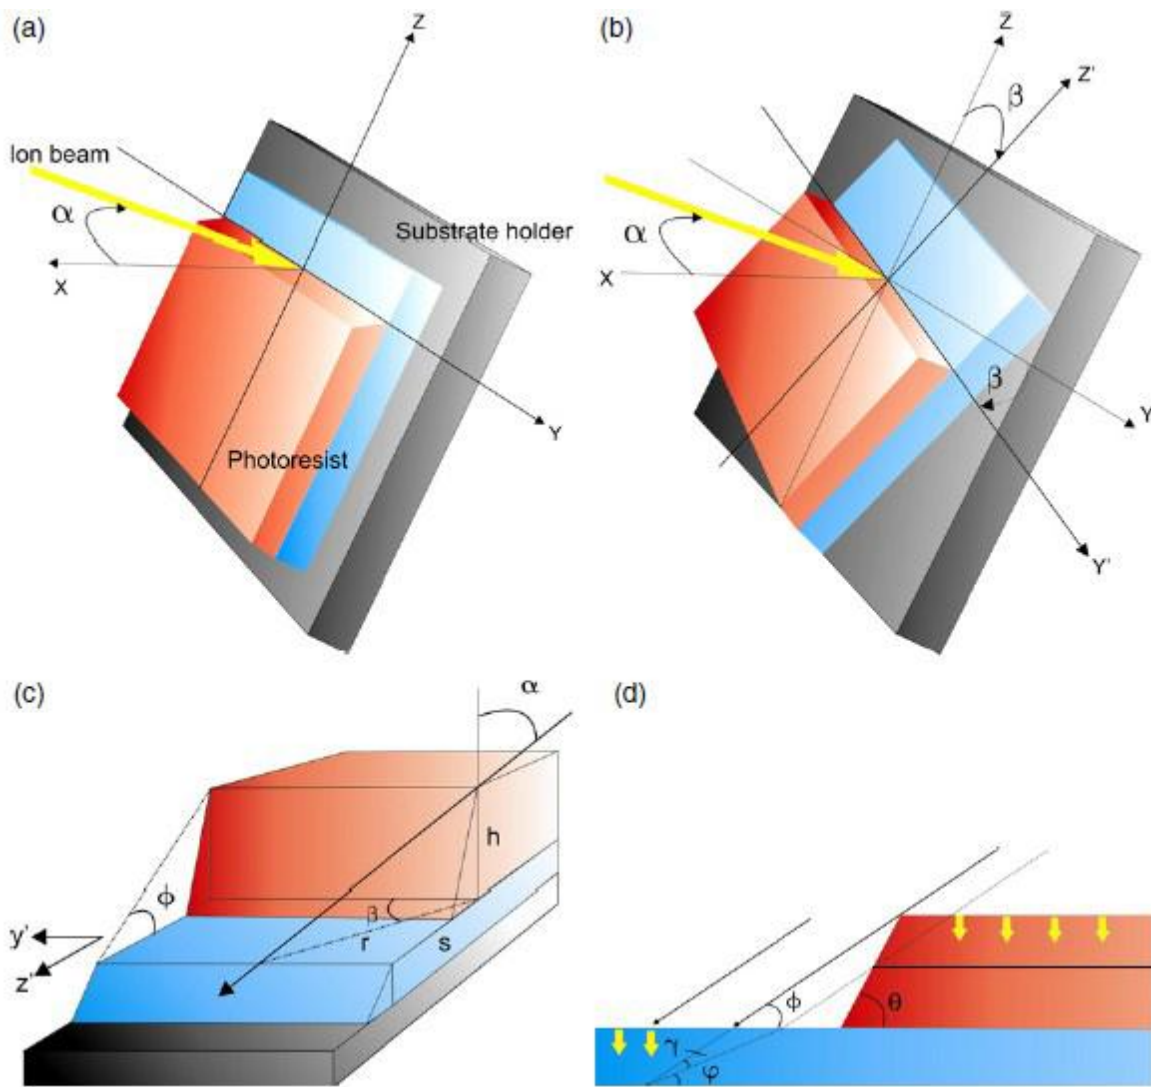 (a)
Z
Ion beam
α
Substrate holder
X
Y
Photoresist
(b)
Z
Z'
β
α
X
β
Y
Y'
(c)
α
h
ϕ
β
y'
r
s
z'
(d)
ϕ
θ
γ
φ